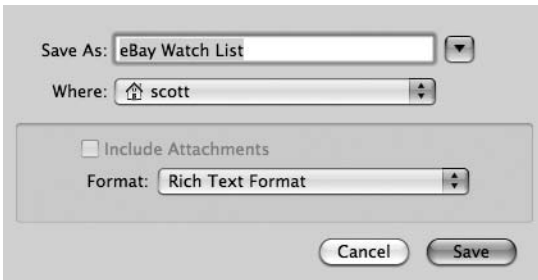 Save As: eBay Watch List
Where: scott
Include Attachments
Format: Rich Text Format
Cancel Save